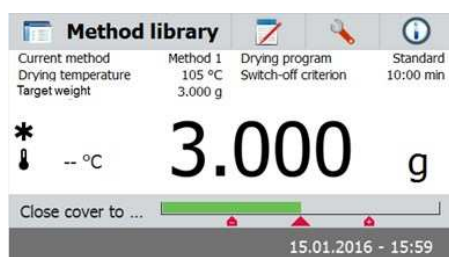 Method library
Current method Method 1 Drying program Standard
Drying temperature 105 °C Switch-off criterion 10:00 min
Target weight 3.000 g
* -- °C 3.000 g
Close cover to ...
15.01.2016 - 15:59